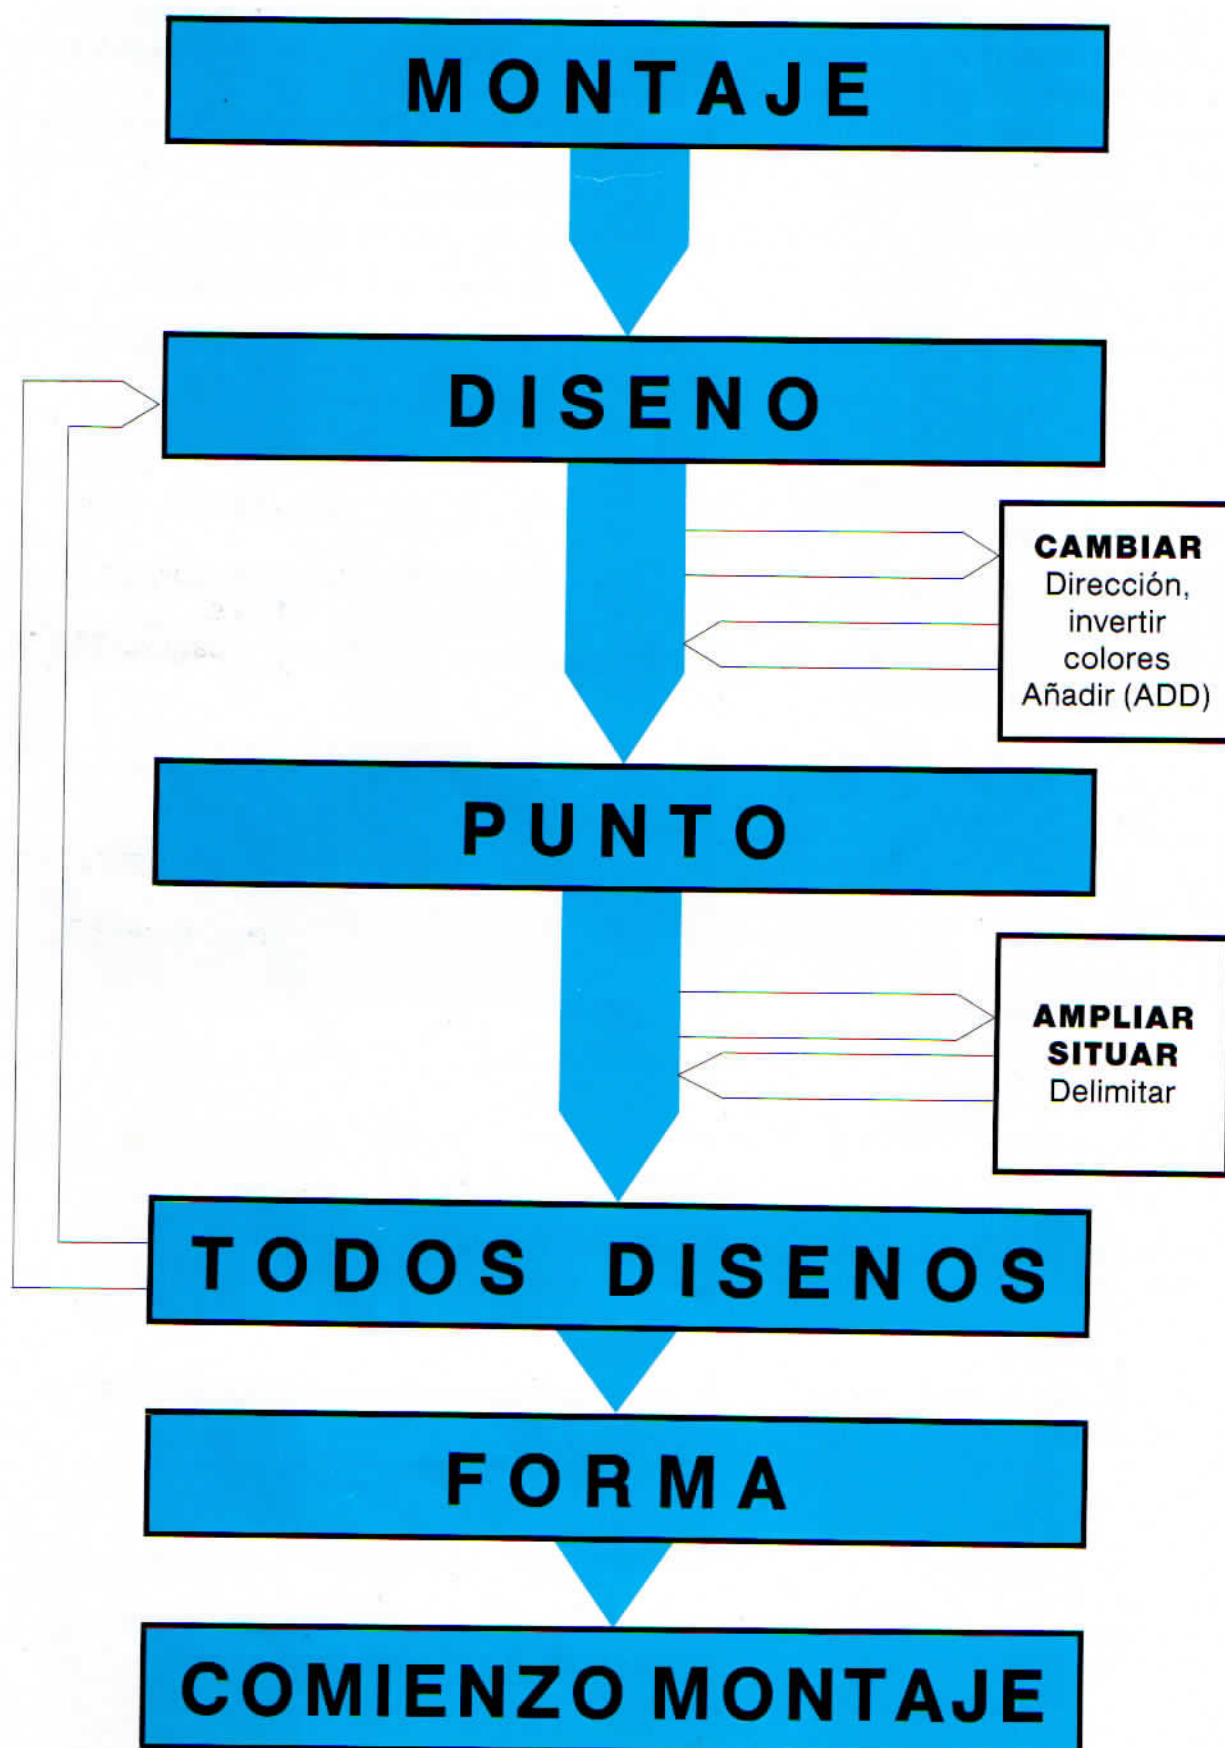 MONTAJE
DISENO
CAMBIAR
Dirección,
invertir
colores
Añadir (ADD)
PUNTO
AMPLIAR
SITUAR
Delimitar
TODOS DISENOS
FORMA
COMIENZO MONTAJE